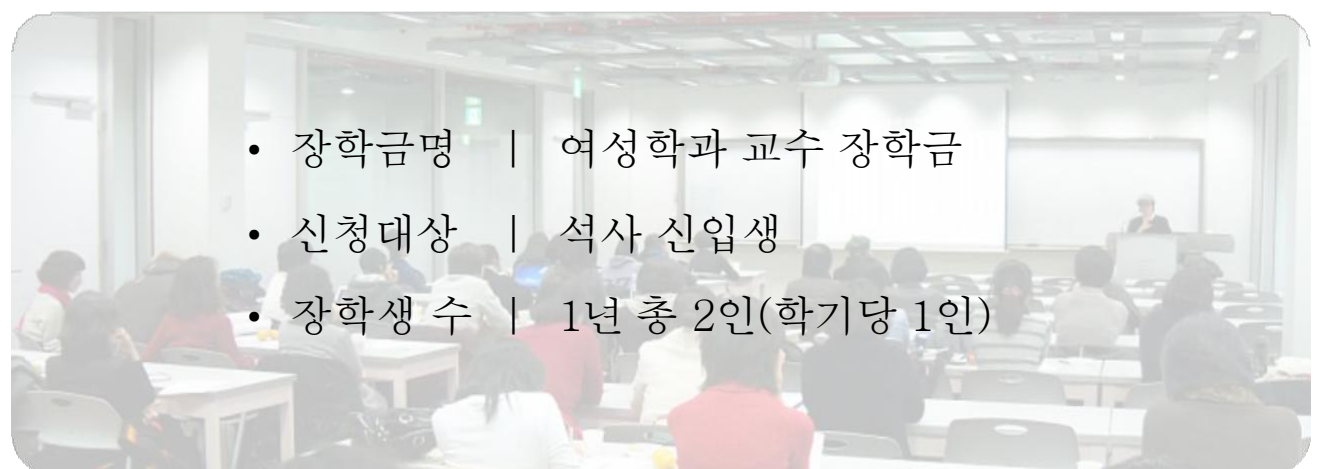 • 장학금명 | 여성학과 교수 장학금
• 신청대상 | 석사 신입생
• 장학생 수 | 1년 총 2인(학기당 1인)